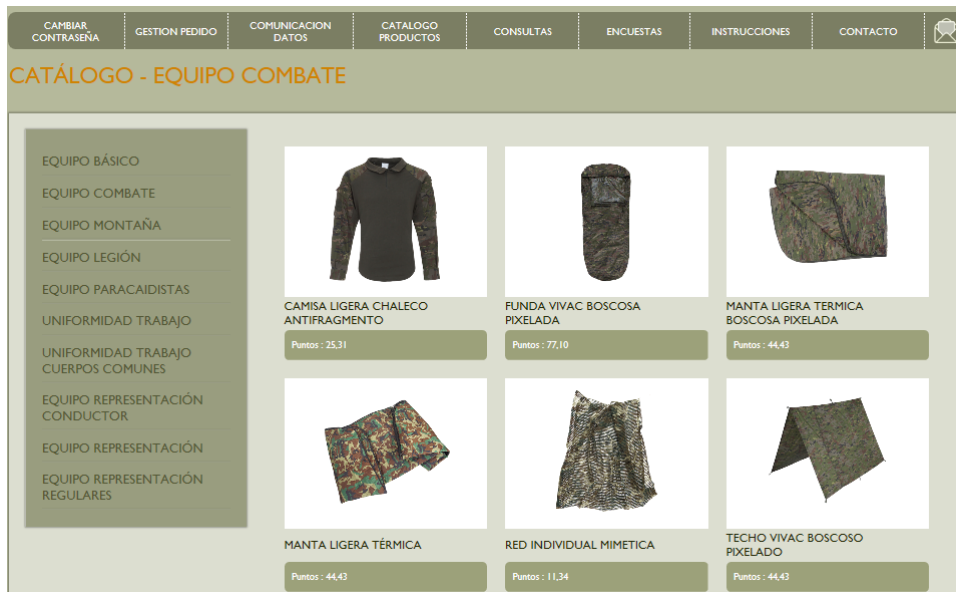 CAMBIAR
CONTRASEÑA
GESTION PEDIDO
COMUNICACION
DATOS
CATALOGO
PRODUCTOS
CONSULTAS
ENCUESTAS
INSTRUCCIONES
CONTACTO
CATÁLOGO - EQUIPO COMBATE
EQUIPO BÁSICO
EQUIPO COMBATE
EQUIPO MONTAÑA
EQUIPO LEGIÓN
EQUIPO PARACAIDISTAS
UNIFORMIDAD TRABAJO
UNIFORMIDAD TRABAJO
CUERPOS COMUNES
EQUIPO REPRESENTACIÓN
CONDUCTOR
EQUIPO REPRESENTACIÓN
EQUIPO REPRESENTACIÓN
REGULARES
CAMISA LIGERA CHALECO
ANTIFRAGMENTO
Puntos : 25,31
FUNDA VIVAC BOSCOSA
PIXELADA
Puntos : 77,10
MANTA LIGERA TERMICA
BOSCOSA PIXELADA
Puntos : 44,43
MANTA LIGERA TÉRMICA
Puntos : 44,43
RED INDIVIDUAL MIMETICA
Puntos : 11,34
TECHO VIVAC BOSCOSO
PIXELADO
Puntos : 44,43